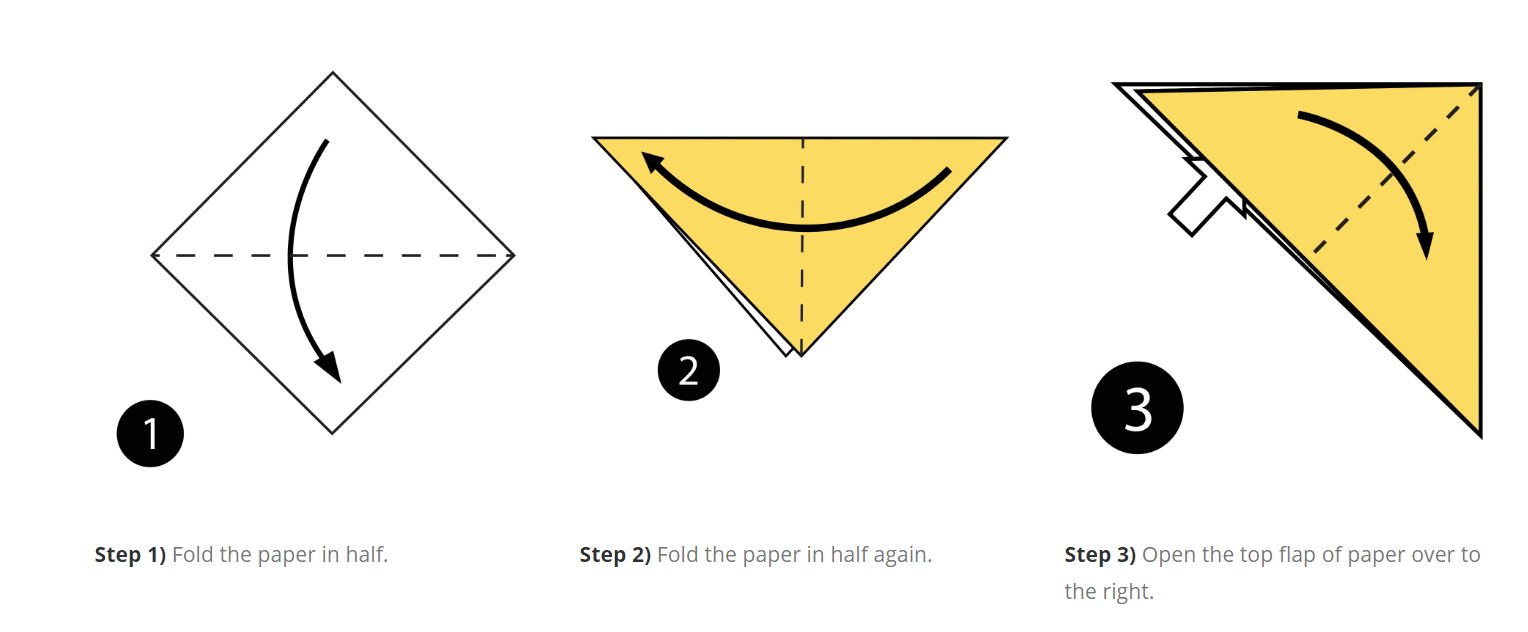 1
2
3
Step 1) Fold the paper in half.
Step 2) Fold the paper in half again.
Step 3) Open the top flap of paper over to
the right.